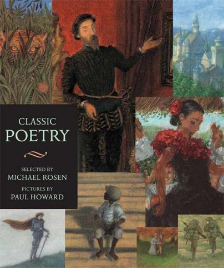 CLASSIC
POETRY
SELECTED BY
MICHAEL ROSEN
PICTURES BY
PAUL HOWARD